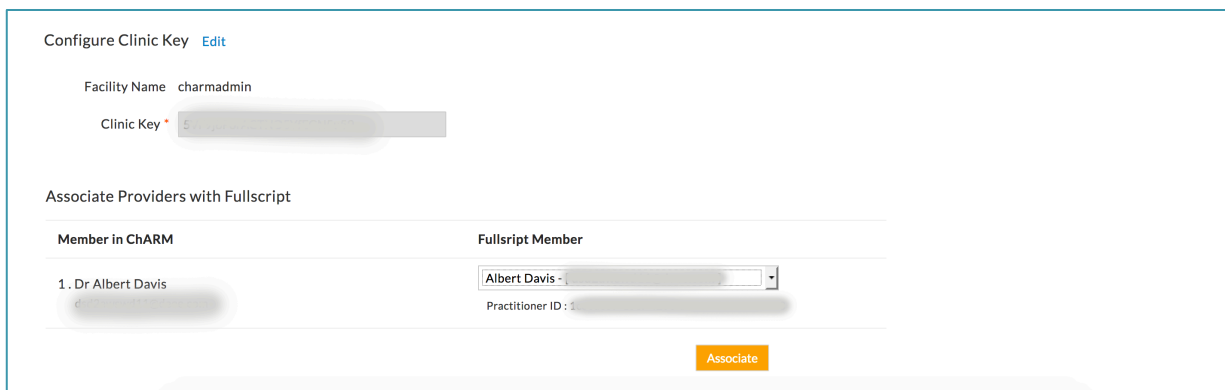 Configure Clinic Key Edit
Facility Name charmadmin
Clinic Key *
Associate Providers with Fullscript
Member in ChARM Fullsript Member
1 . Dr Albert Davis Albert Davis -
Practitioner ID :
Associate